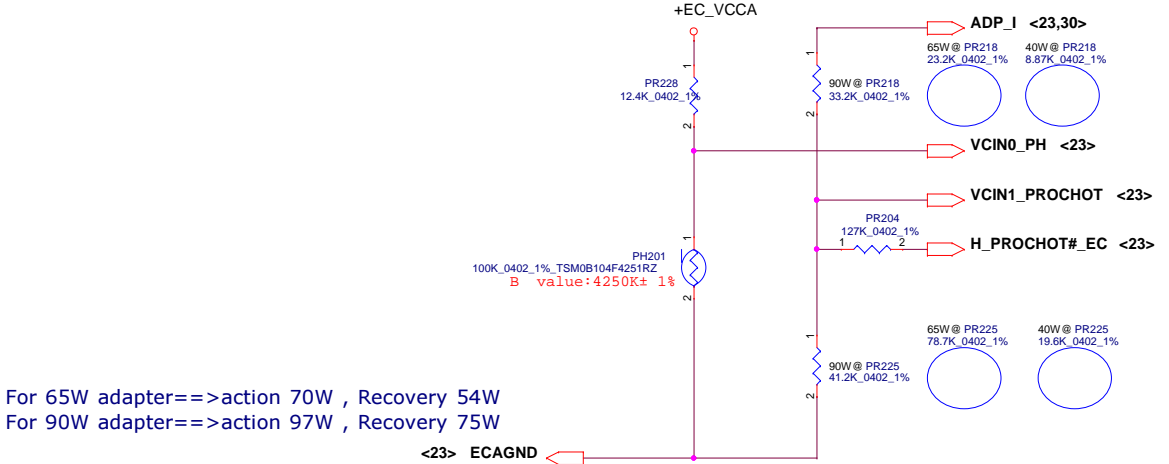 +EC_VCCA
ADP_I <23,30>
65W@ PR218
23.2K_0402_1%
40W@ PR218
8.87K_0402_1%
1
PR228
12.4K_0402_1%
2
1
90W@ PR218
33.2K_0402_1%
2
VCIN0_PH <23>
VCIN1_PROCHOT <23>
PR204
127K_0402_1%
1 2
H_PROCHOT#_EC <23>
1
PH201
100K_0402_1%_TSM0B104F4251RZ
B value:4250K± 1%
2
65W@ PR225
78.7K_0402_1%
40W@ PR225
19.6K_0402_1%
1
90W@ PR225
41.2K_0402_1%
2
For 65W adapter==>action 70W , Recovery 54W
For 90W adapter==>action 97W , Recovery 75W
<23> ECAGND